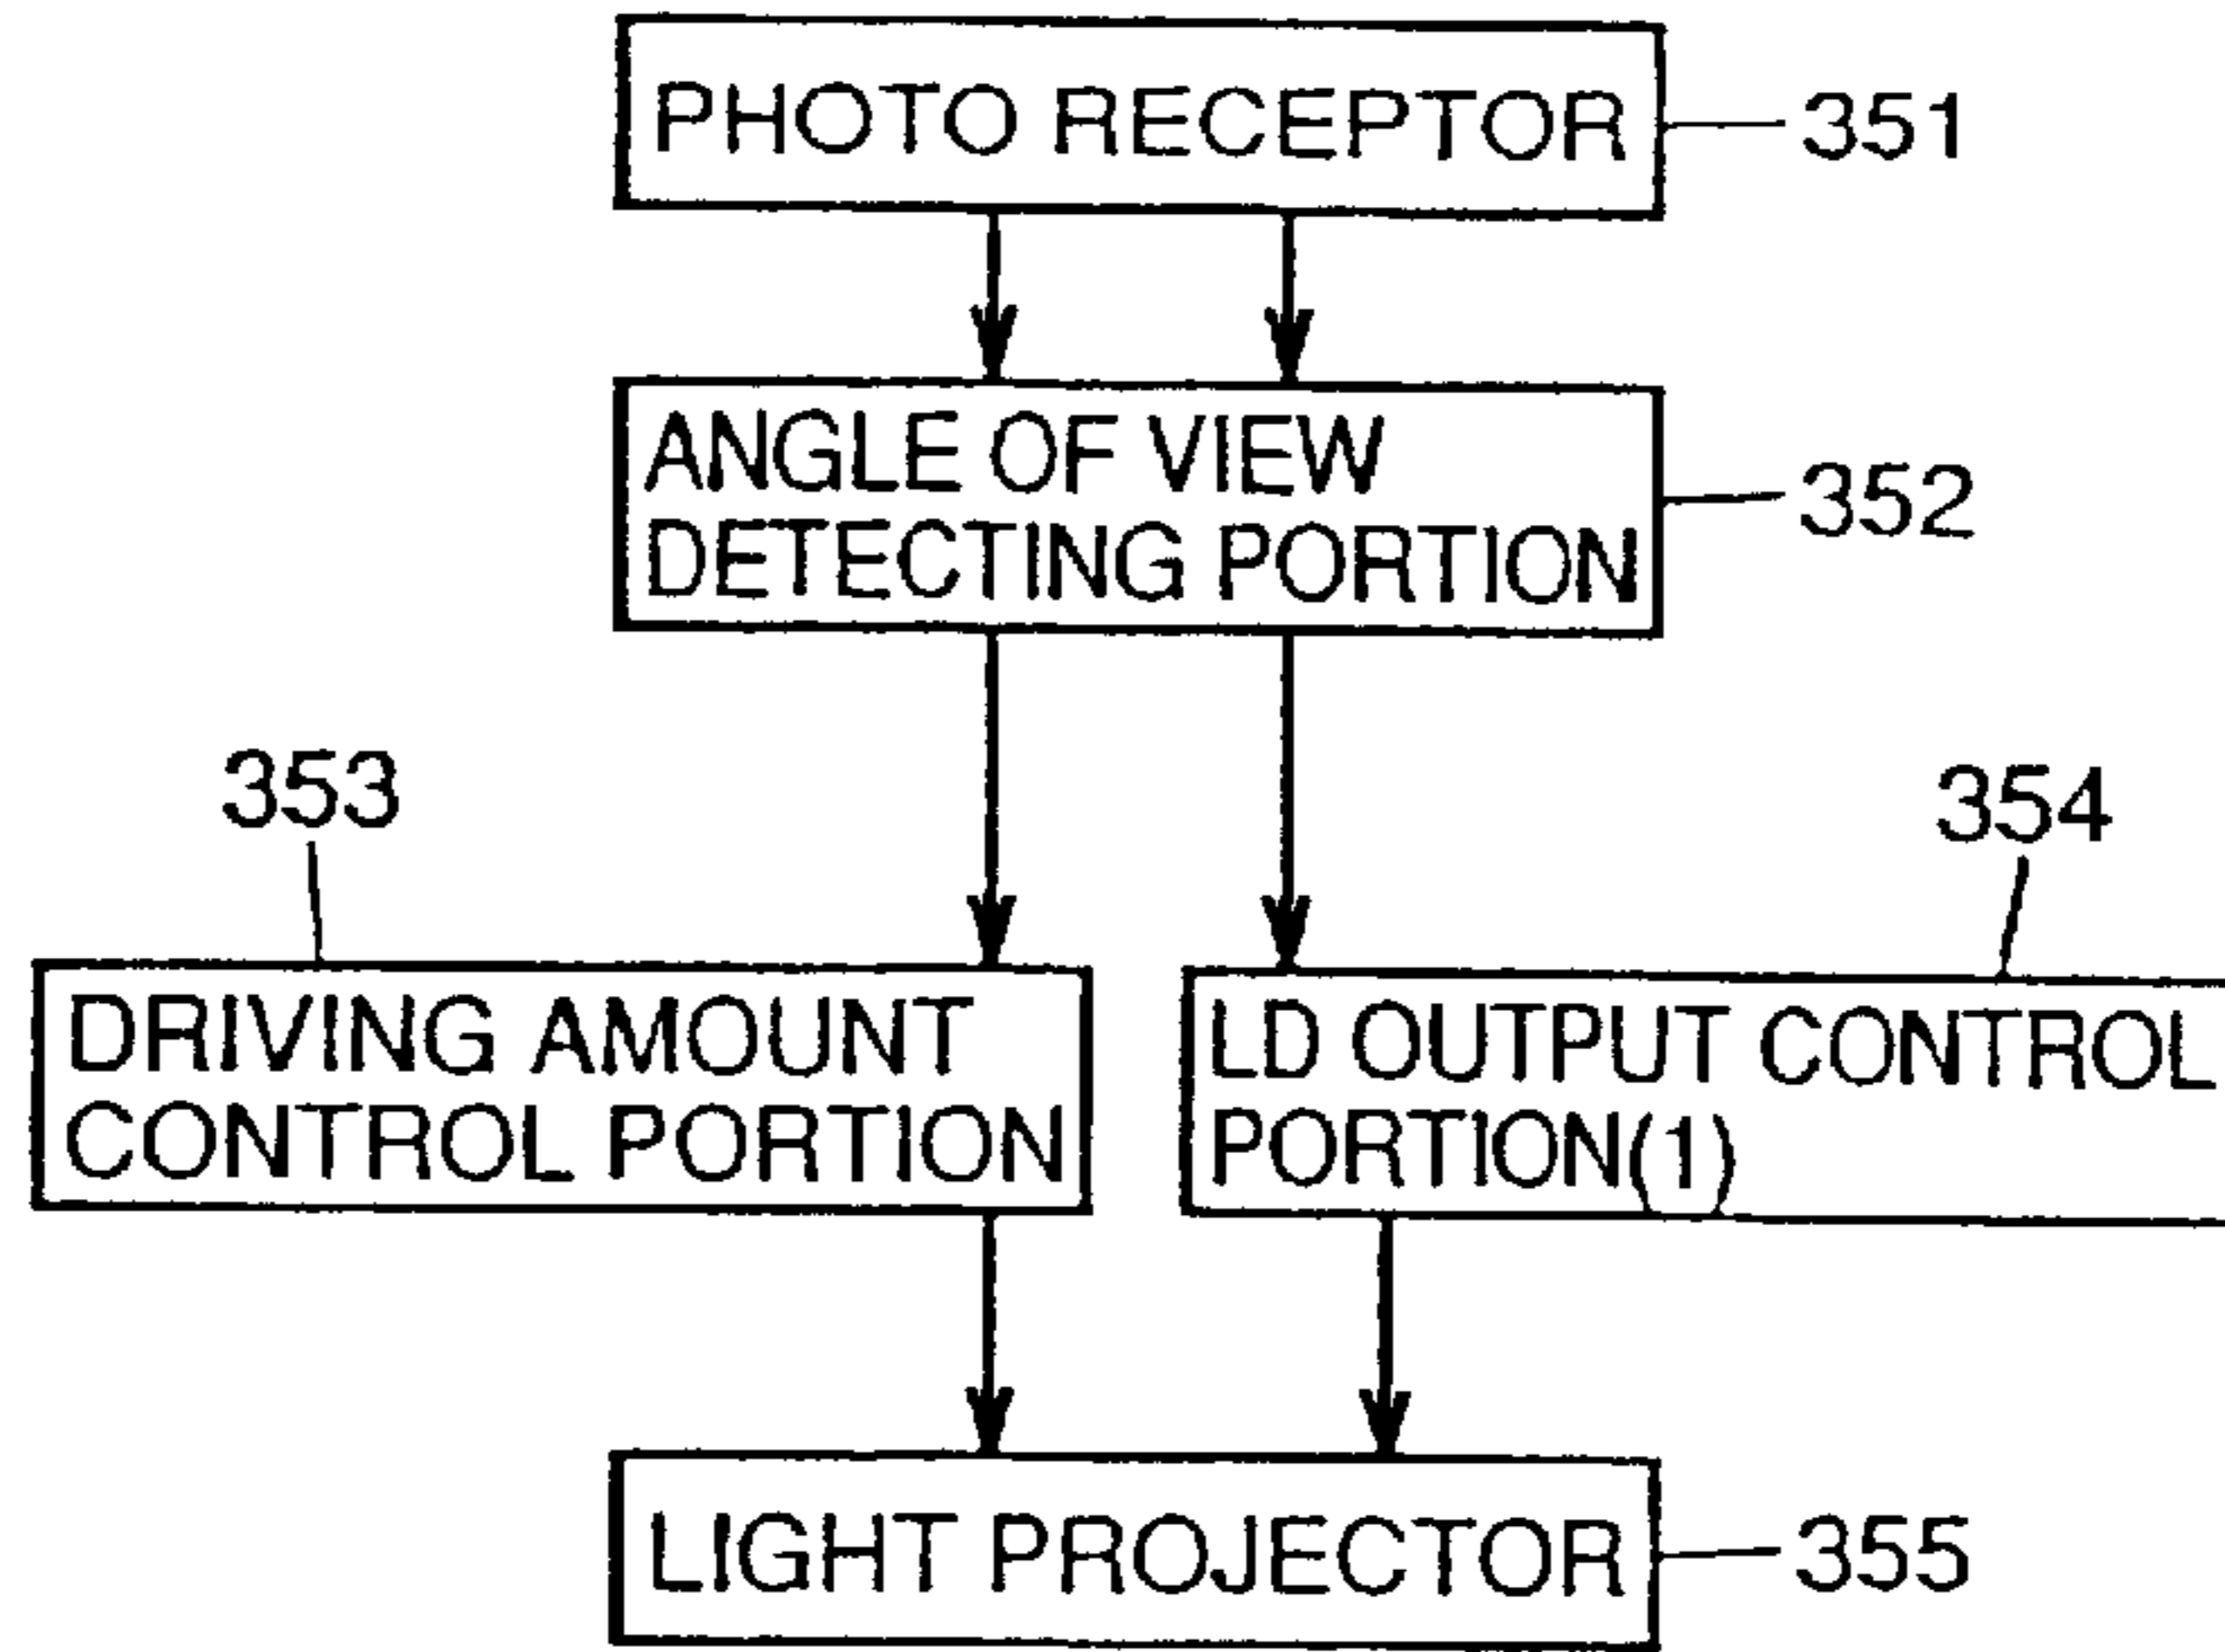 PHOTO RECEPTOR
351
ANGLE OF VIEW
DETECTING PORTION
352
353
354
DRIVING AMOUNT
CONTROL PORTION
LD OUTPUT CONTROL
PORTION(1)
LIGHT PROJECTOR
355